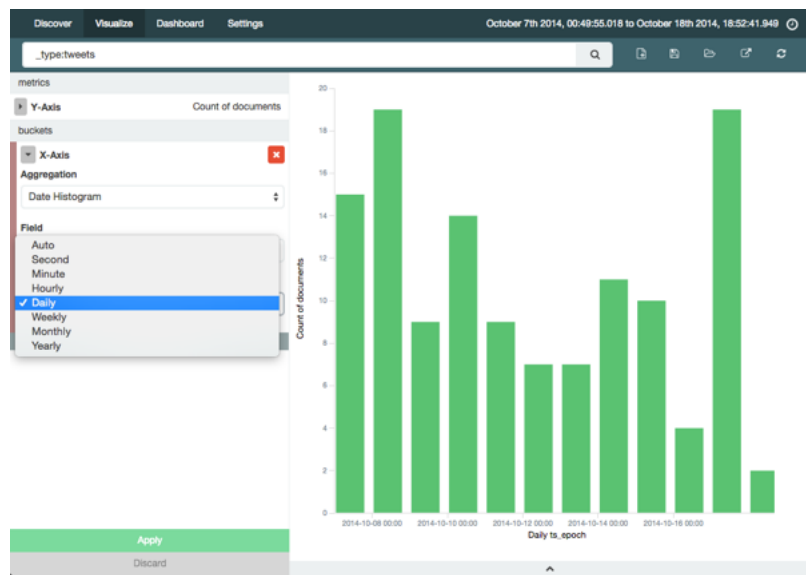 Discover Visualize Dashboard Settings October 7th 2014, 00:49:55.018 to October 18th 2014, 18:52:41.949
_type:tweets
metrics
Y-Axis Count of documents
buckets
X-Axis
Aggregation
Date Histogram
Field
Auto
Second
Minute
Hourly
✓ Daily
Weekly
Monthly
Yearly
Apply
Discard
Count of documents
20
18
16
14
12
10
8
6
4
2
0
2014-10-08 00:00 2014-10-10 00:00 2014-10-12 00:00 2014-10-14 00:00 2014-10-16 00:00
Daily ts_epoch